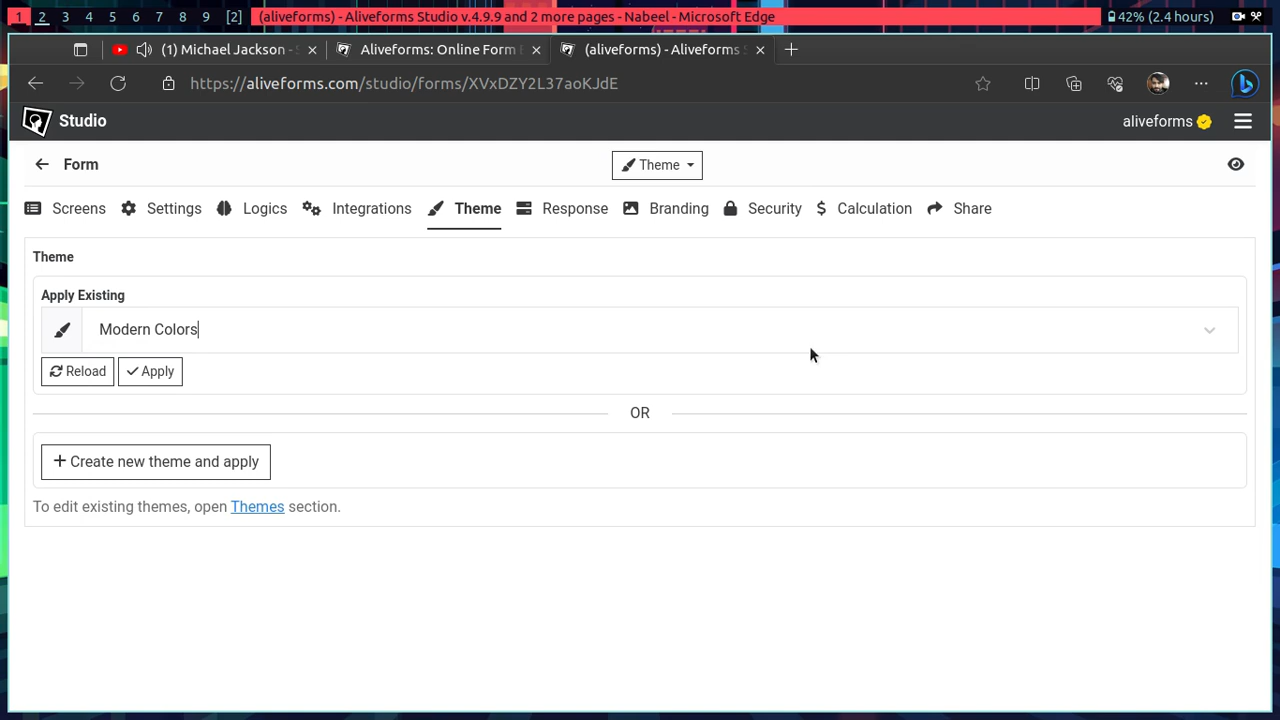 1 2 3 4 5 6 7 8 9 [2] (aliveforms) - Aliveforms Studio v.4.9.9 and 2 more pages - Nabeel - Microsoft Edge 42% (2.4 hours)
(1) Michael Jackson - Aliveforms: Online Form (aliveforms) - Aliveforms
https://aliveforms.com/studio/forms/XVxDZY2L37aoKJdE
Studio aliveforms
Form Theme
Screens Settings Logics Integrations Theme Response Branding Security Calculation Share
Theme
Apply Existing
Modern Colors
Reload Apply
OR
+ Create new theme and apply
To edit existing themes, open Themes section.